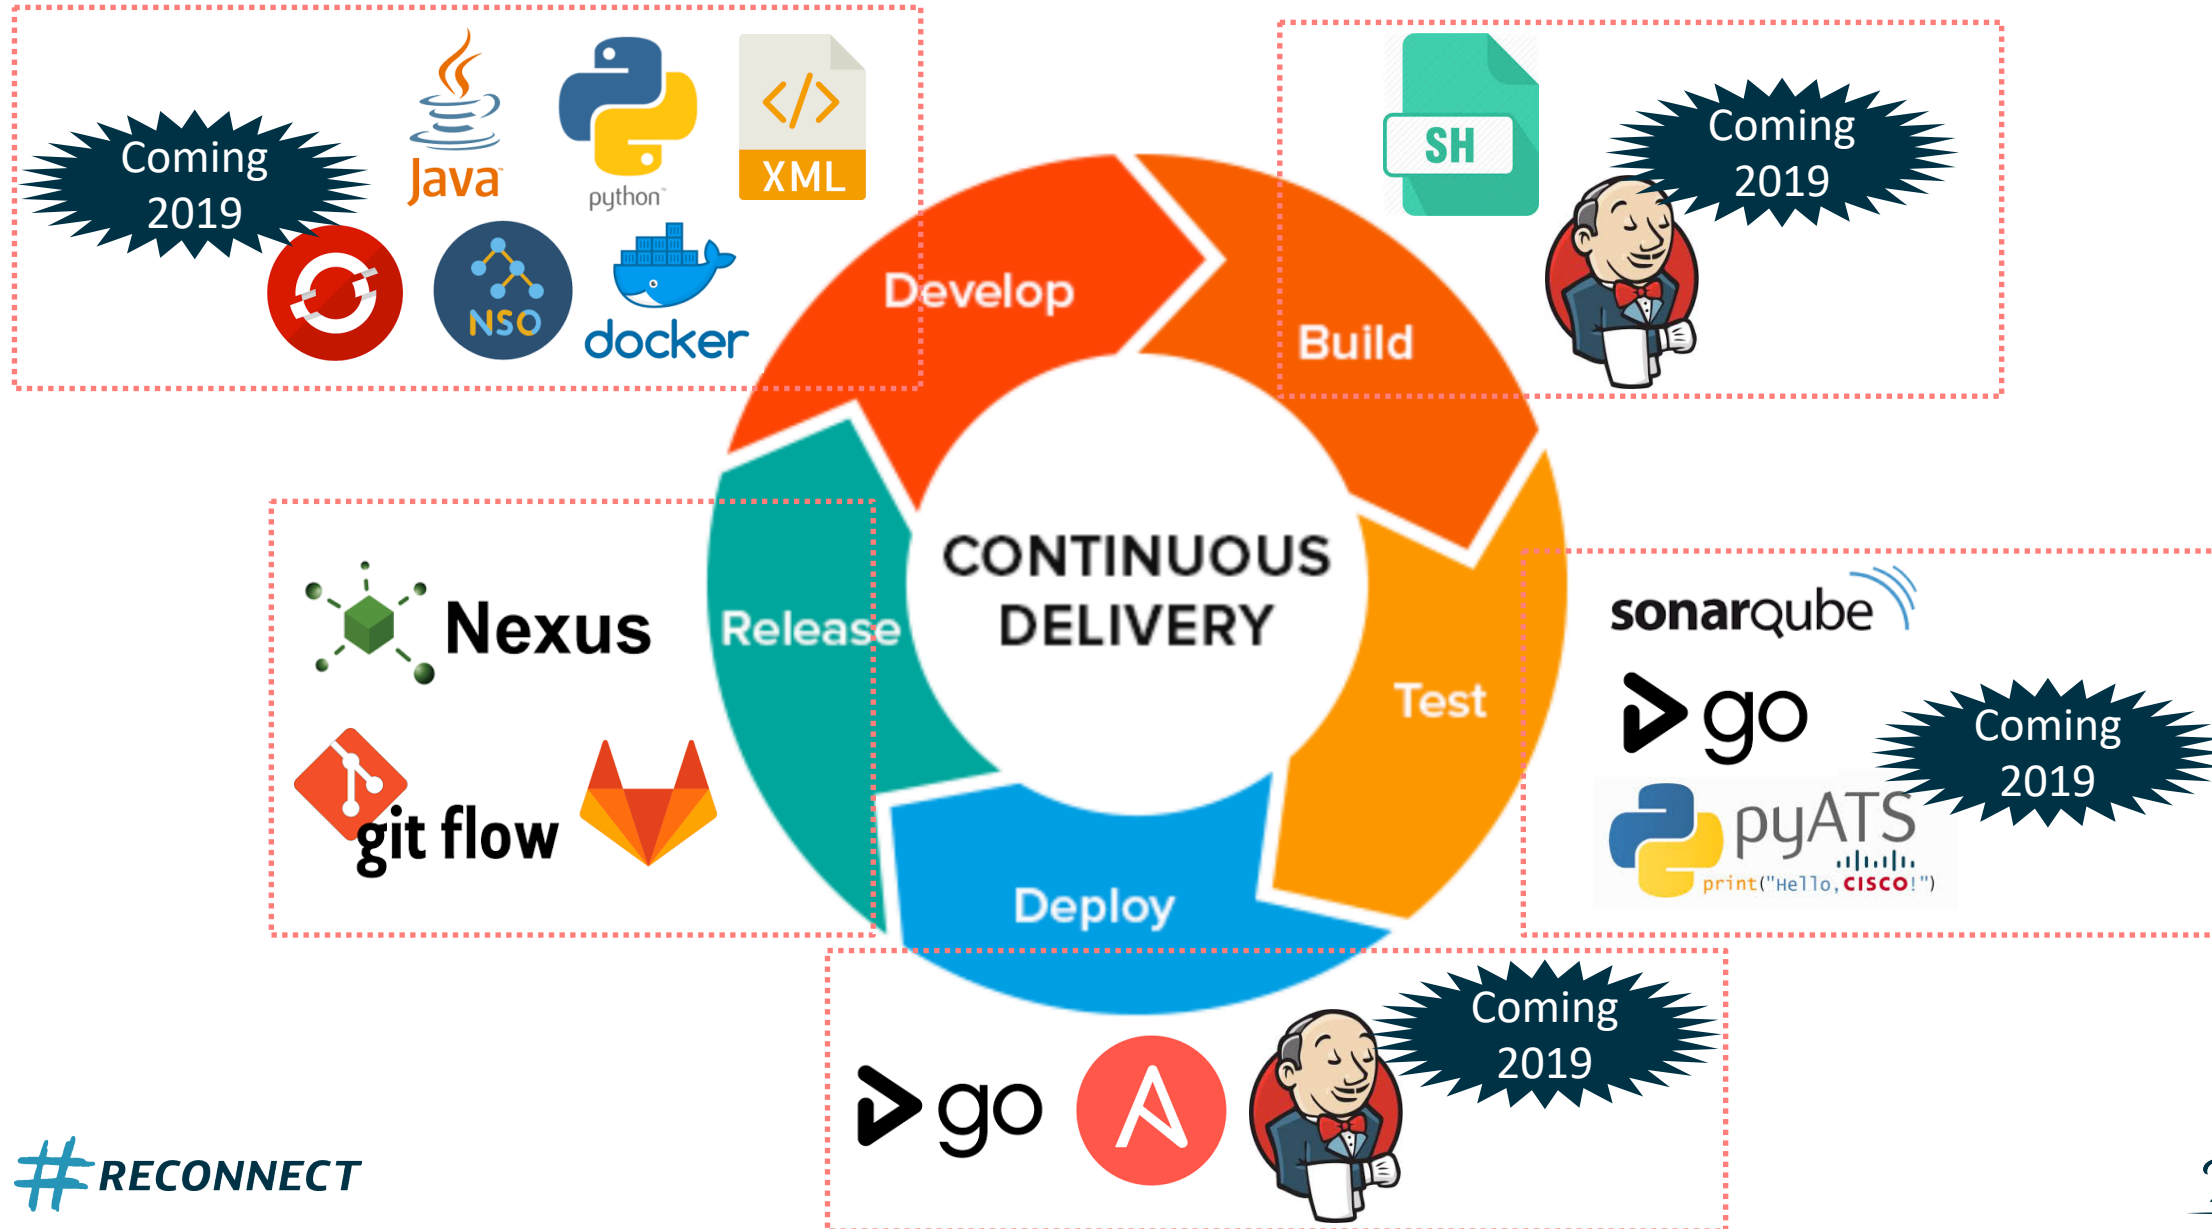 Coming
2019
Java
python
</>
XML
NSO
docker
SH
Coming
2019
Develop
Build
CONTINUOUS
DELIVERY
Release
Test
Deploy
Nexus
git flow
sonarqube
go
Coming
2019
pyATS
print("Hello, CISCO!")
go
Coming
2019
#RECONNECT